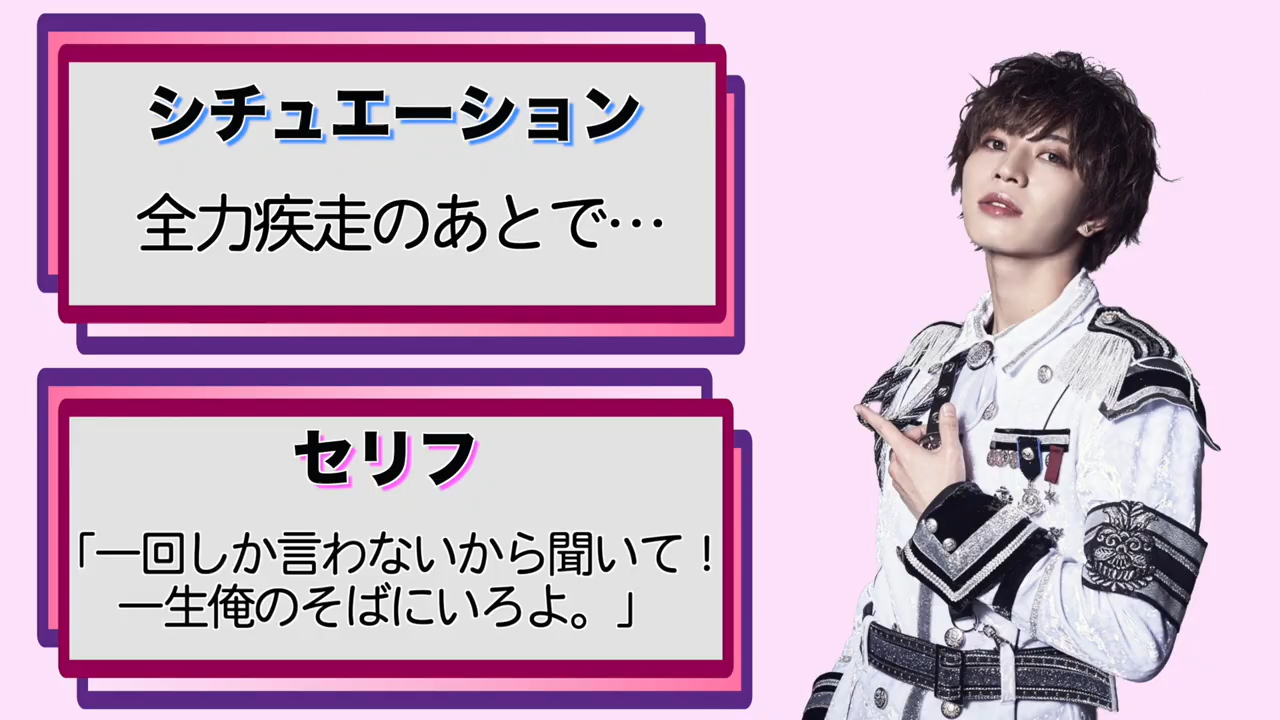 シチュエーション
全力疾走のあとで…
セリフ
「一回しか言わないから聞いて！
一生俺のそばにいろよ。」